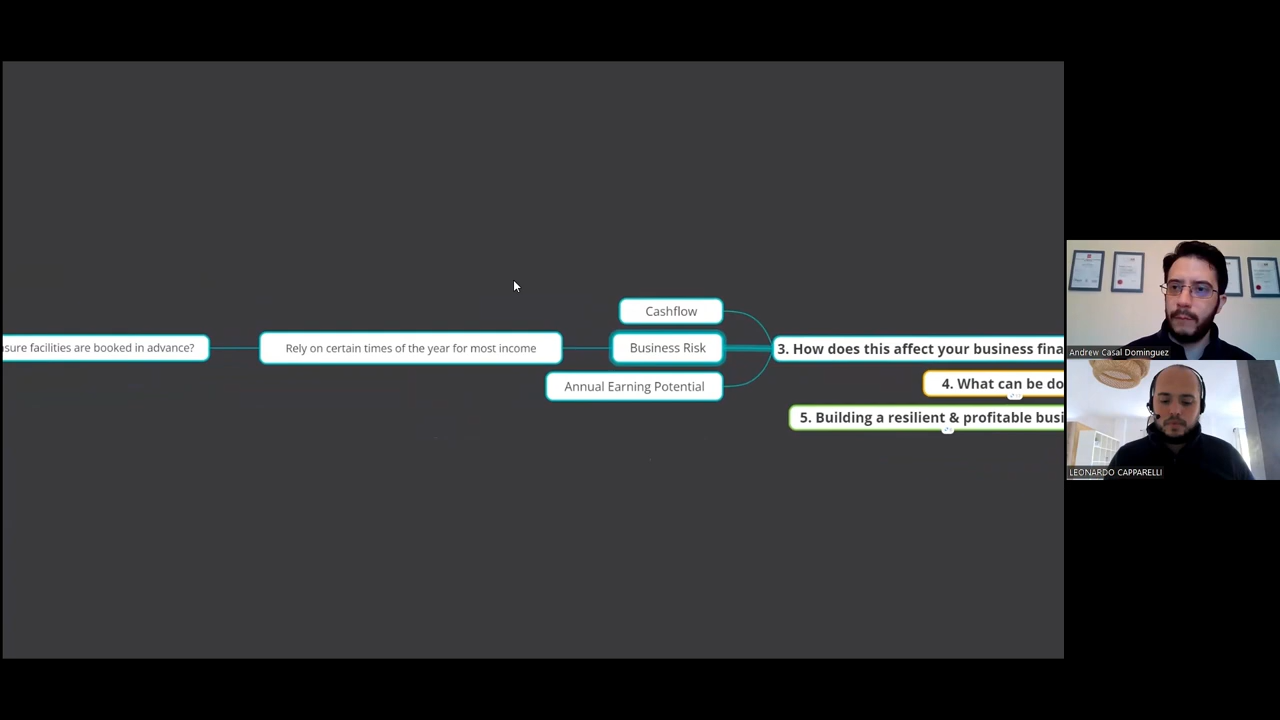 Cashflow
sure facilities are booked in advance?
Rely on certain times of the year for most income
Business Risk
3. How does this affect your business fina
Annual Earning Potential
4. What can be do
5. Building a resilient & profitable busi
Andrew Casal Dominguez
LEONARDO CAPPARELLI